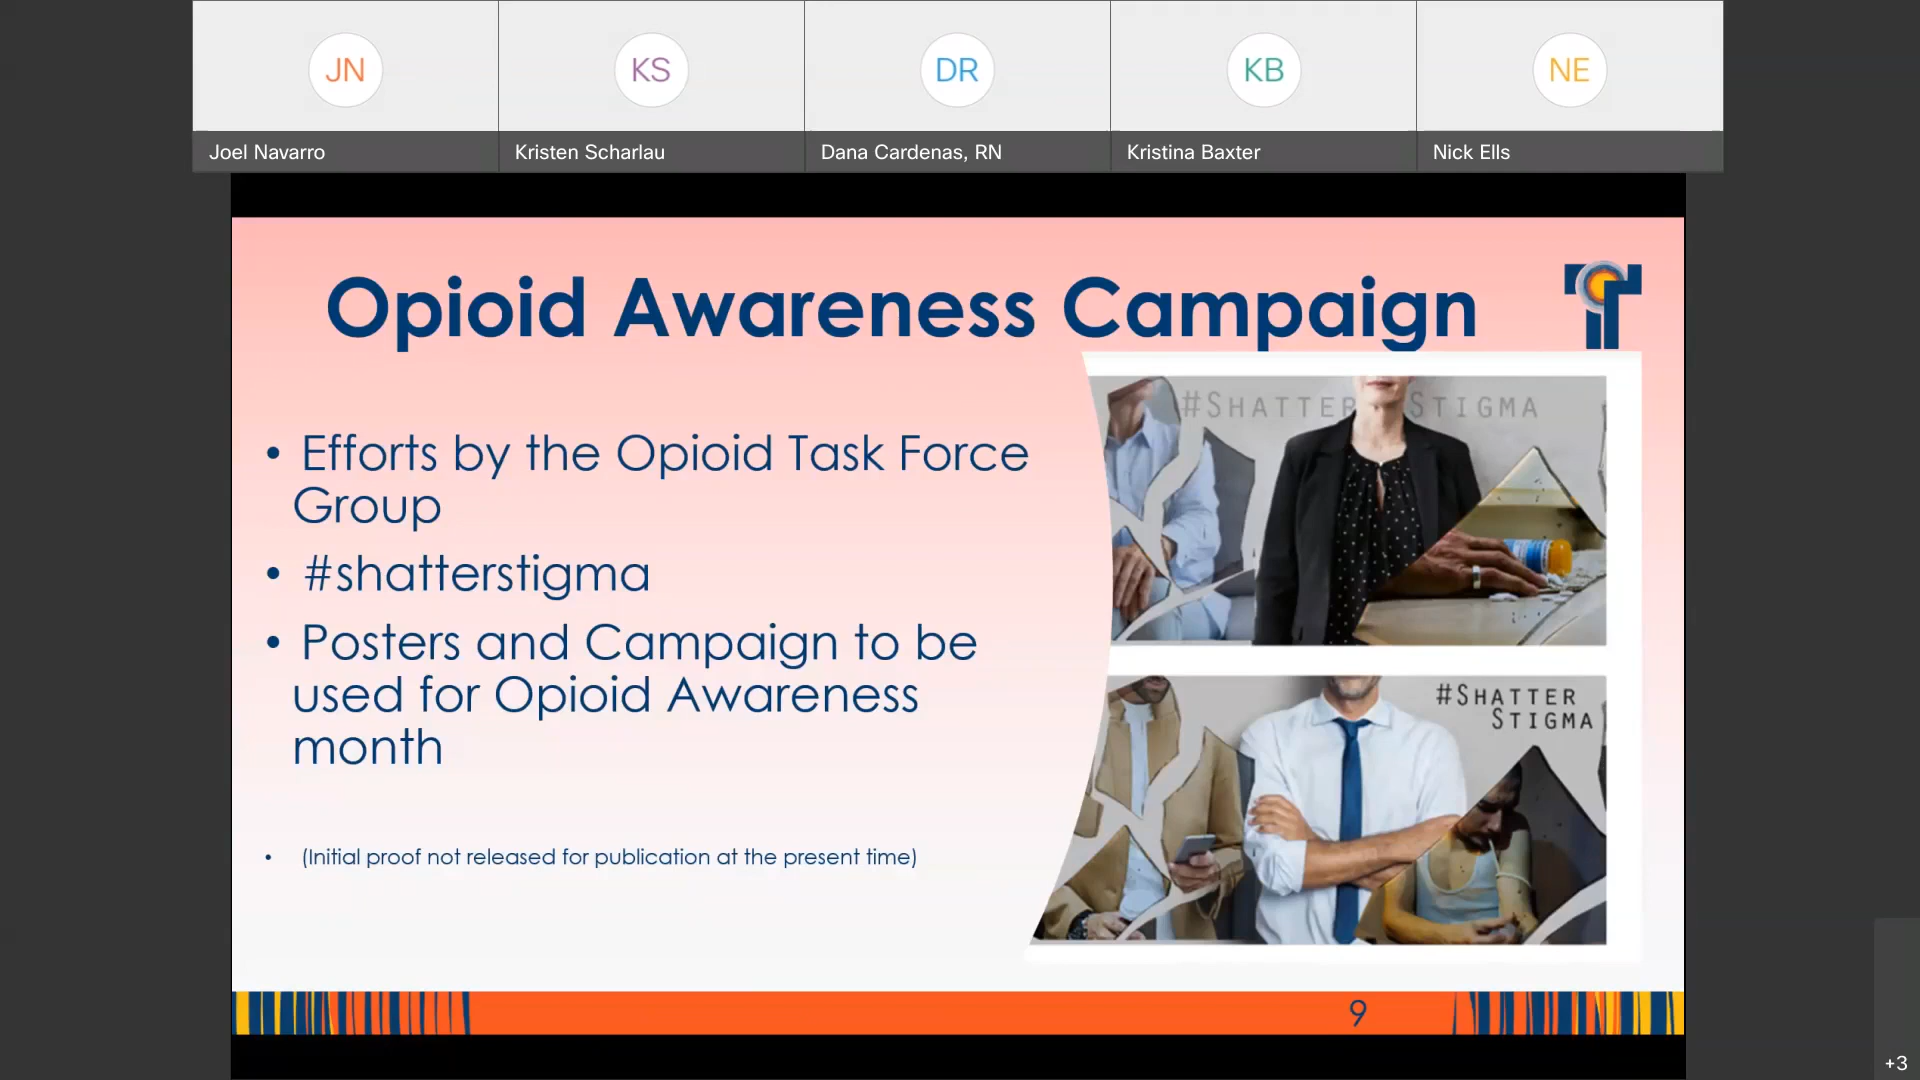 JN
KS
DR
KB
NE
Joel Navarro
Kristen Scharlau
Dana Cardenas, RN
Kristina Baxter
Nick Ells
Opioid Awareness Campaign
• Efforts by the Opioid Task Force
Group
• #shatterstigma
• Posters and Campaign to be
used for Opioid Awareness
month
• (Initial proof not released for publication at the present time)
#SHATTER STIGMA
#SHATTER
STIGMA
9
+3